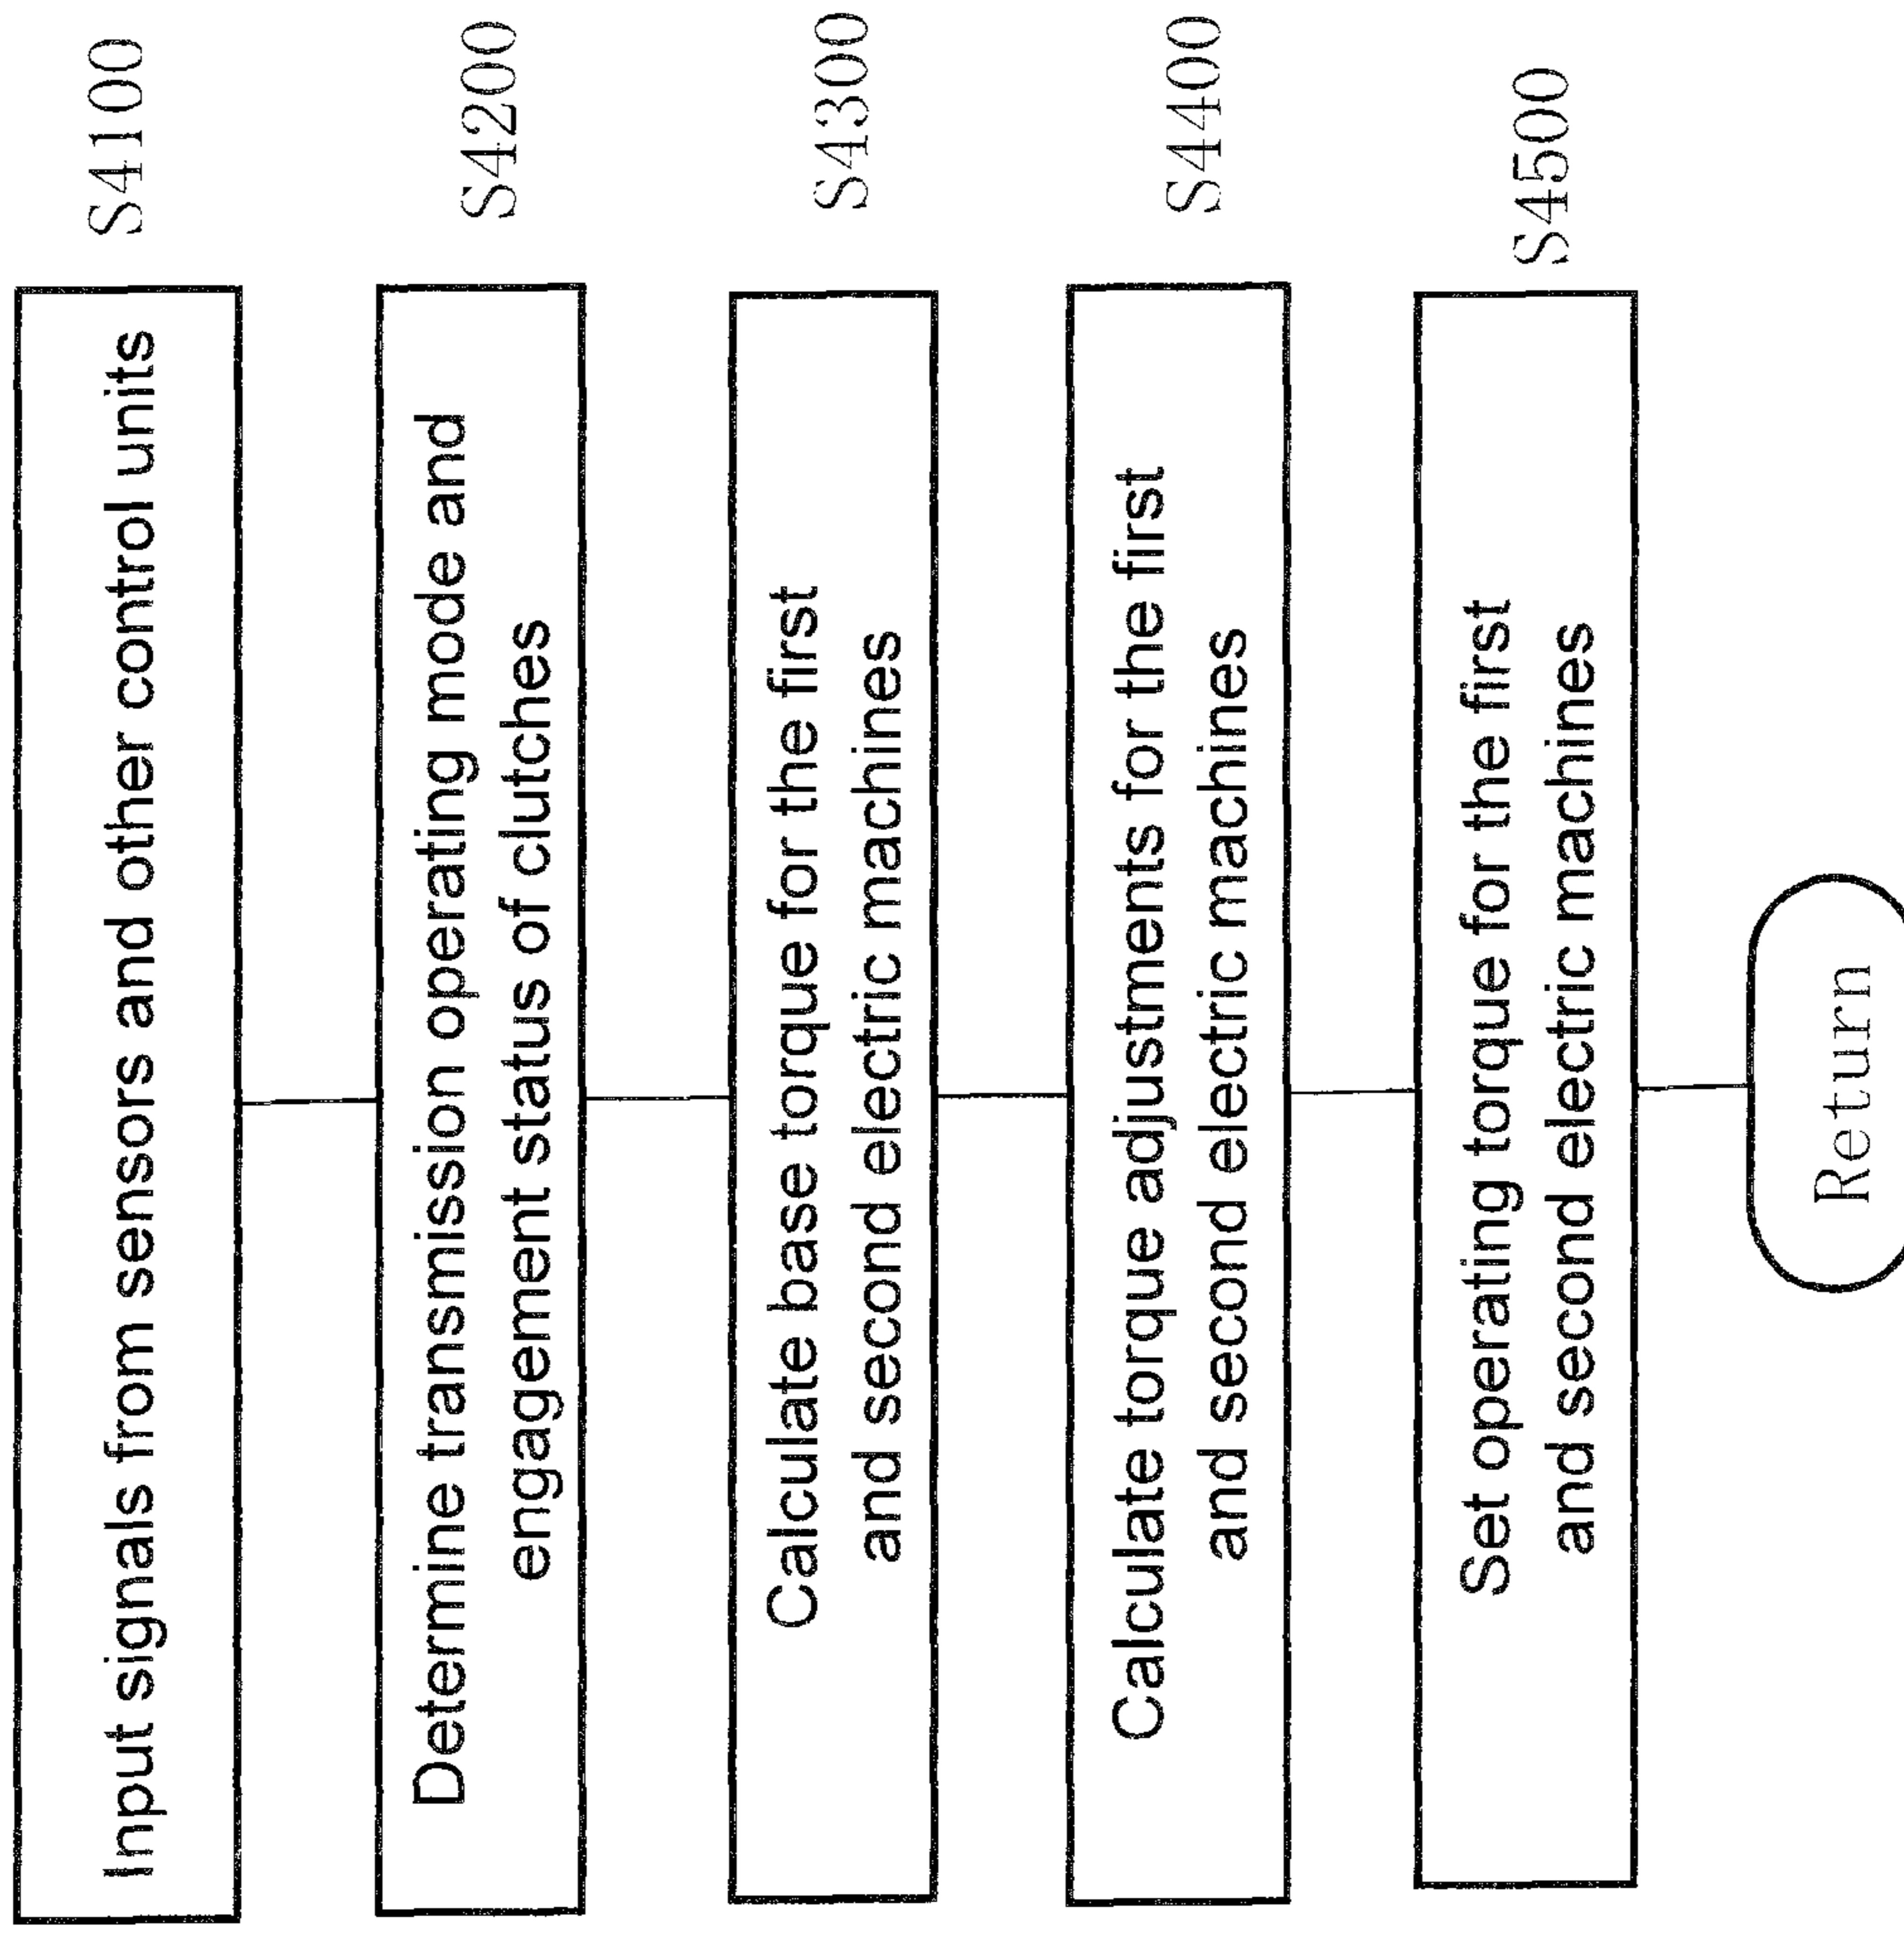 Input signals from sensors and other control units
S4100
Determine transmission operating mode and
engagement status of clutches
S4200
Calculate base torque for the first
and second electric machines
S4300
Calculate torque adjustments for the first
and second electric machines
S4400
Set operating torque for the first
and second electric machines
S4500
Return